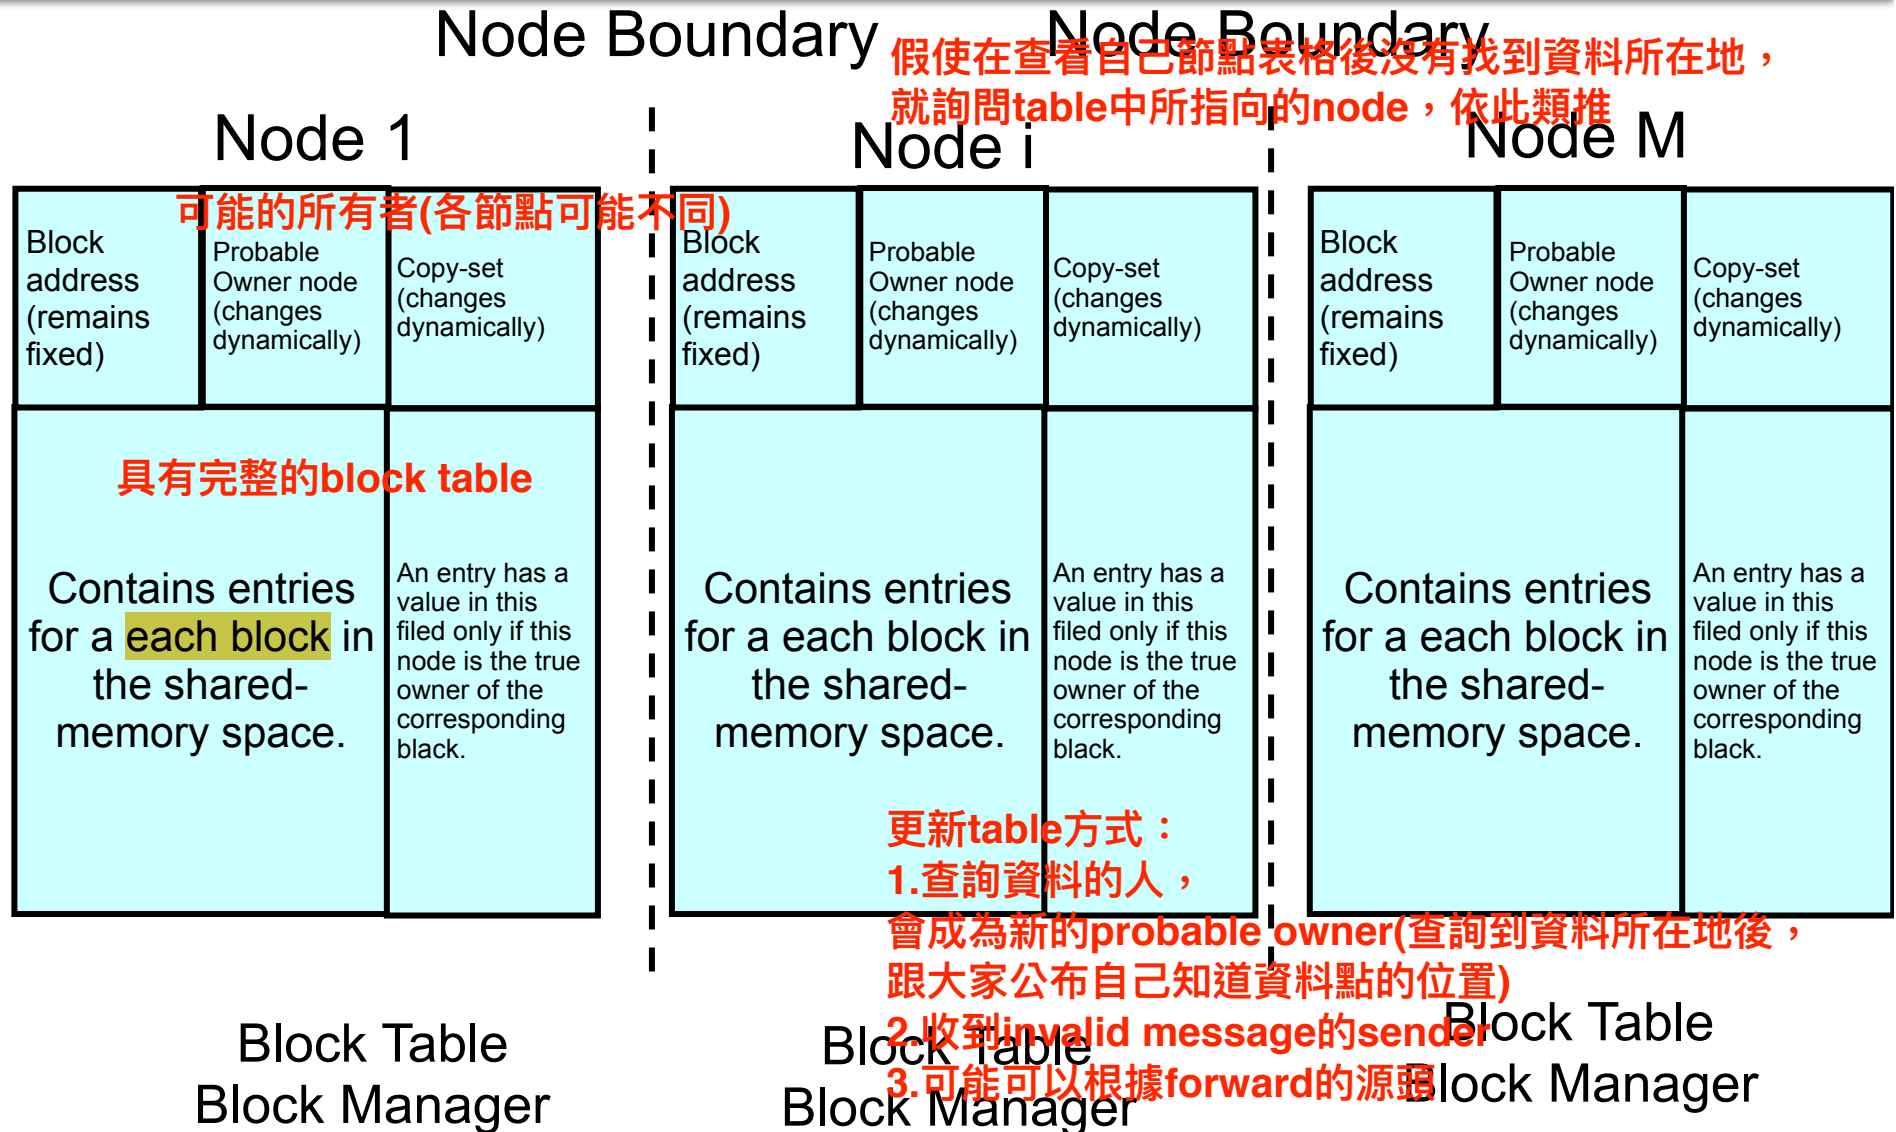 Node Boundary
Node Boundary
假使在查看自己節點表格後沒有找到資料所在地，
就詢問table中所指向的node，依此類推
Node 1
Node i
Node M
可能的所有者(各節點可能不同)
Block
address
(remains
fixed)
Probable
Owner node
(changes
dynamically)
Copy-set
(changes
dynamically)
Block
address
(remains
fixed)
Probable
Owner node
(changes
dynamically)
Copy-set
(changes
dynamically)
Block
address
(remains
fixed)
Probable
Owner node
(changes
dynamically)
Copy-set
(changes
dynamically)
具有完整的block table
Contains entries
for a each block in
the shared-
memory space.
An entry has a
value in this
filed only if this
node is the true
owner of the
corresponding
black.
Contains entries
for a each block in
the shared-
memory space.
An entry has a
value in this
filed only if this
node is the true
owner of the
corresponding
black.
Contains entries
for a each block in
the shared-
memory space.
An entry has a
value in this
filed only if this
node is the true
owner of the
corresponding
black.
更新table方式：
1.查詢資料的人，
會成為新的probable owner(查詢到資料所在地後，
跟大家公布自己知道資料點的位置)
2.收到invalid message的sender
3.可能可以根據forward的源頭
Block Table
Block Manager
Block Table
Block Manager
Block Table
Block Manager